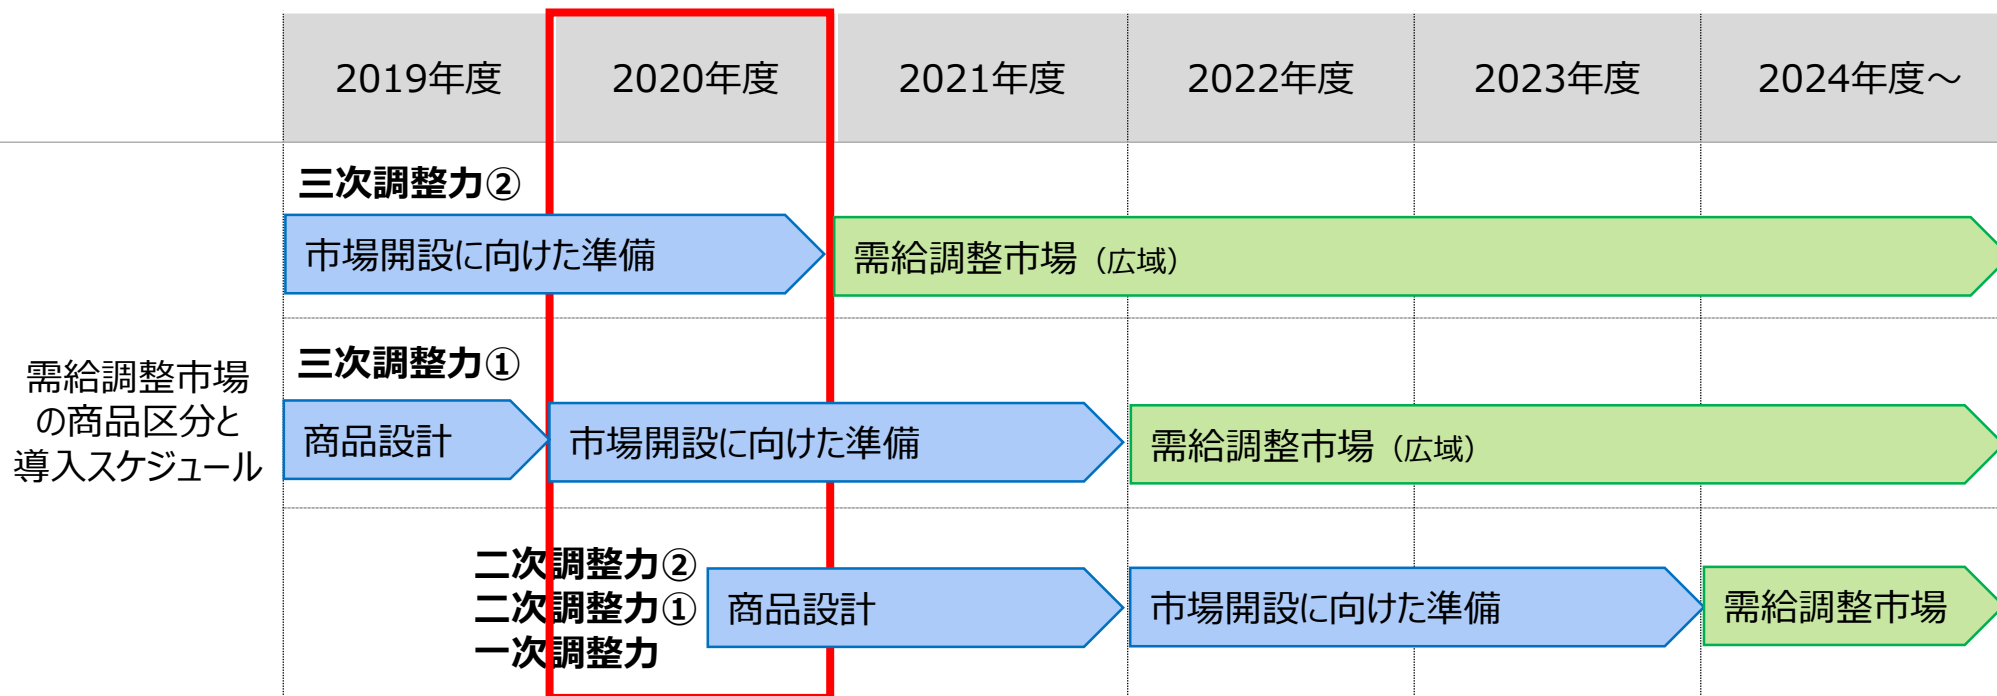 2019年度
2020年度
2021年度
2022年度
2023年度
2024年度～
需給調整市場
の商品区分と
導入スケジュール
三次調整力②
市場開設に向けた準備
需給調整市場（広域）
三次調整力①
商品設計
市場開設に向けた準備
需給調整市場（広域）
二次調整力②
二次調整力①
一次調整力
商品設計
市場開設に向けた準備
需給調整市場